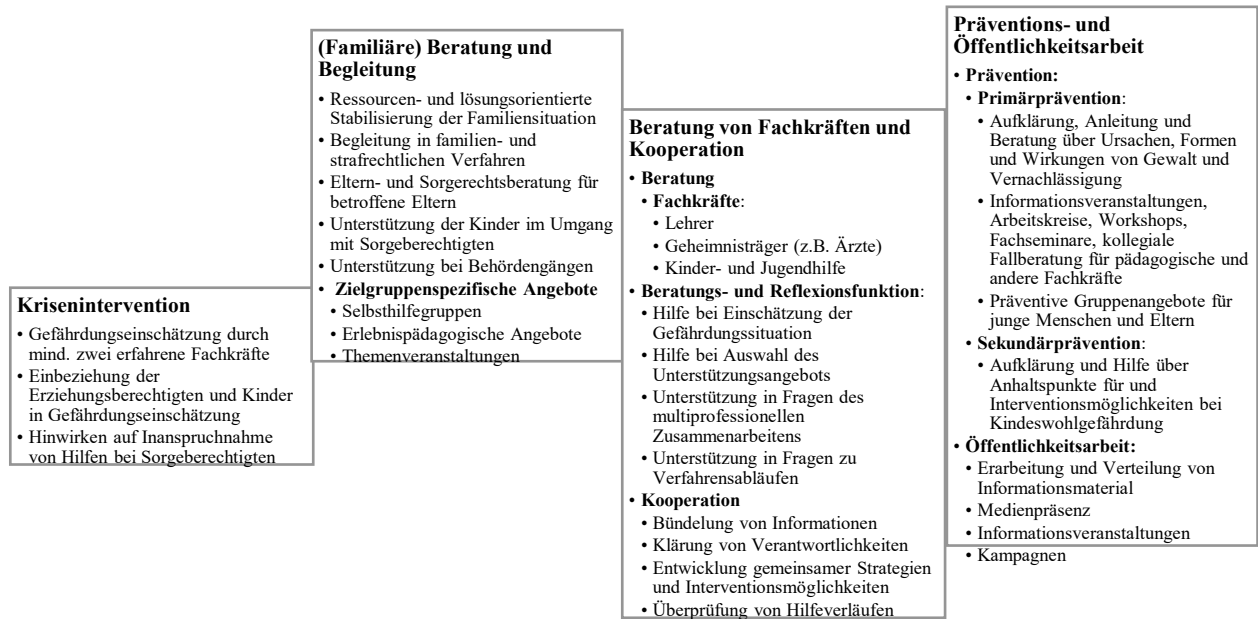 Krisenintervention
• Gefährdungseinschätzung durch
mind. zwei erfahrene Fachkräfte
• Einbeziehung der
Erziehungsberechtigten und Kinder
in Gefährdungseinschätzung
• Hinwirken auf Inanspruchnahme
von Hilfen bei Sorgeberechtigten
(Familiäre) Beratung und
Begleitung
• Ressourcen- und lösungsorientierte
Stabilisierung der Familiensituation
• Begleitung in familien- und
strafrechtlichen Verfahren
• Eltern- und Sorgerechtsberatung für
betroffene Eltern
• Unterstützung der Kinder im Umgang
mit Sorgeberechtigten
• Unterstützung bei Behördengängen
• Zielgruppenspezifische Angebote
• Selbsthilfegruppen
• Erlebnispädagogische Angebote
• Themenveranstaltungen
Beratung von Fachkräften und
Kooperation
• Beratung
• Fachkräfte:
• Lehrer
• Geheimnisträger (z.B. Ärzte)
• Kinder- und Jugendhilfe
• Beratungs- und Reflexionsfunktion:
• Hilfe bei Einschätzung der
Gefährdungssituation
• Hilfe bei Auswahl des
Unterstützungsangebots
• Unterstützung in Fragen des
multiprofessionellen
Zusammenarbeitens
• Unterstützung in Fragen zu
Verfahrensabläufen
• Kooperation
• Bündelung von Informationen
• Klärung von Verantwortlichkeiten
• Entwicklung gemeinsamer Strategien
und Interventionsmöglichkeiten
• Überprüfung von Hilfeverläufen
Präventions- und
Öffentlichkeitsarbeit
• Prävention:
• Primärprävention:
• Aufklärung, Anleitung und
Beratung über Ursachen, Formen
und Wirkungen von Gewalt und
Vernachlässigung
• Informationsveranstaltungen,
Arbeitskreise, Workshops,
Fachseminare, kollegiale
Fallberatung für pädagogische und
andere Fachkräfte
• Präventive Gruppenangebote für
junge Menschen und Eltern
• Sekundärprävention:
• Aufklärung und Hilfe über
Anhaltspunkte für und
Interventionsmöglichkeiten bei
Kindeswohlgefährdung
• Öffentlichkeitsarbeit:
• Erarbeitung und Verteilung von
Informationsmaterial
• Medienpräsenz
• Informationsveranstaltungen
• Kampagnen